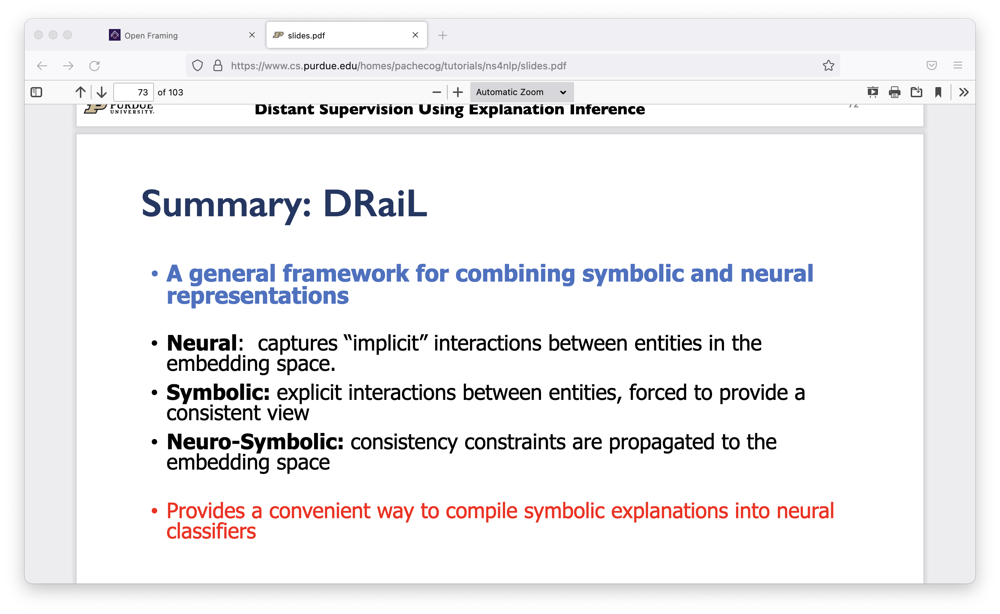 Open Framing
slides.pdf
https://www.cs.purdue.edu/homes/pachecog/tutorials/ns4nlp/slides.pdf
73 of 103
Automatic Zoom
PURDUE
UNIVERSITY®
Distant Supervision Using Explanation Inference
72
Summary: DRaiL
• A general framework for combining symbolic and neural
representations
• Neural: captures “implicit” interactions between entities in the
embedding space.
• Symbolic: explicit interactions between entities, forced to provide a
consistent view
• Neuro-Symbolic: consistency constraints are propagated to the
embedding space
• Provides a convenient way to compile symbolic explanations into neural
classifiers